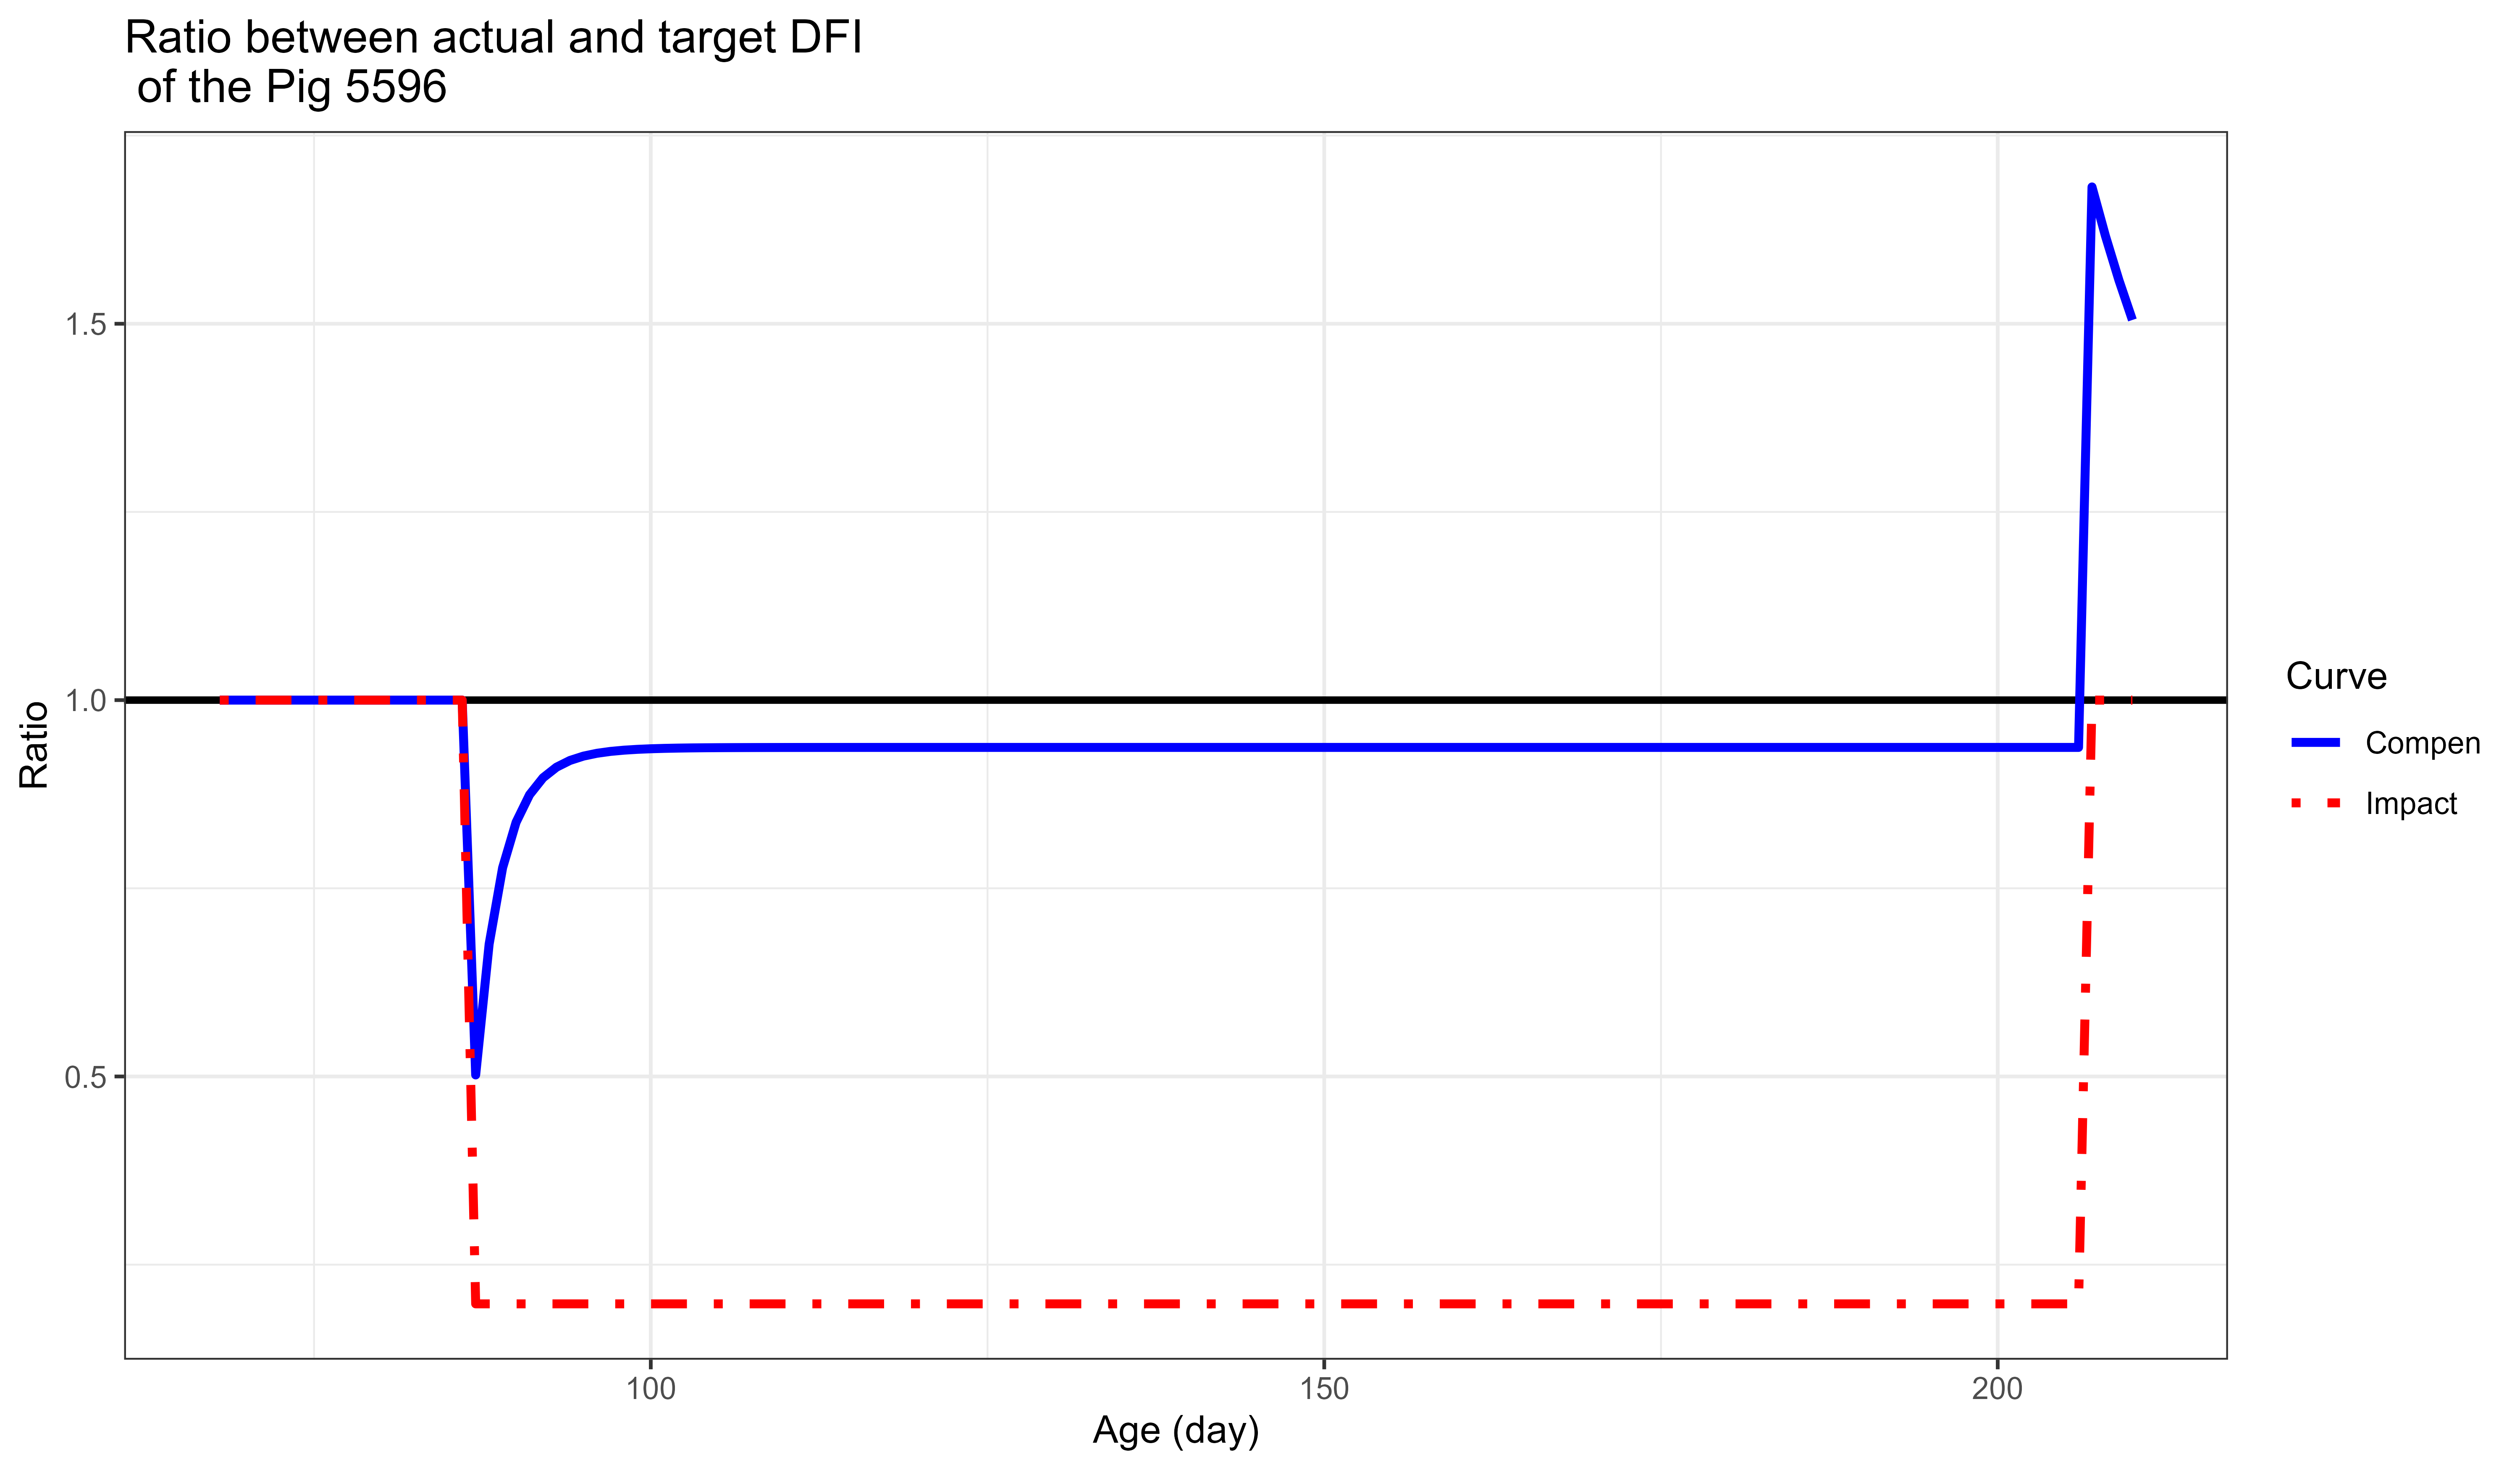 Ratio between actual and target DFI
of the Pig 5596
1.5
1.0
0.5
Ratio
100
150
200
Age (day)
Curve
Compen
Impact